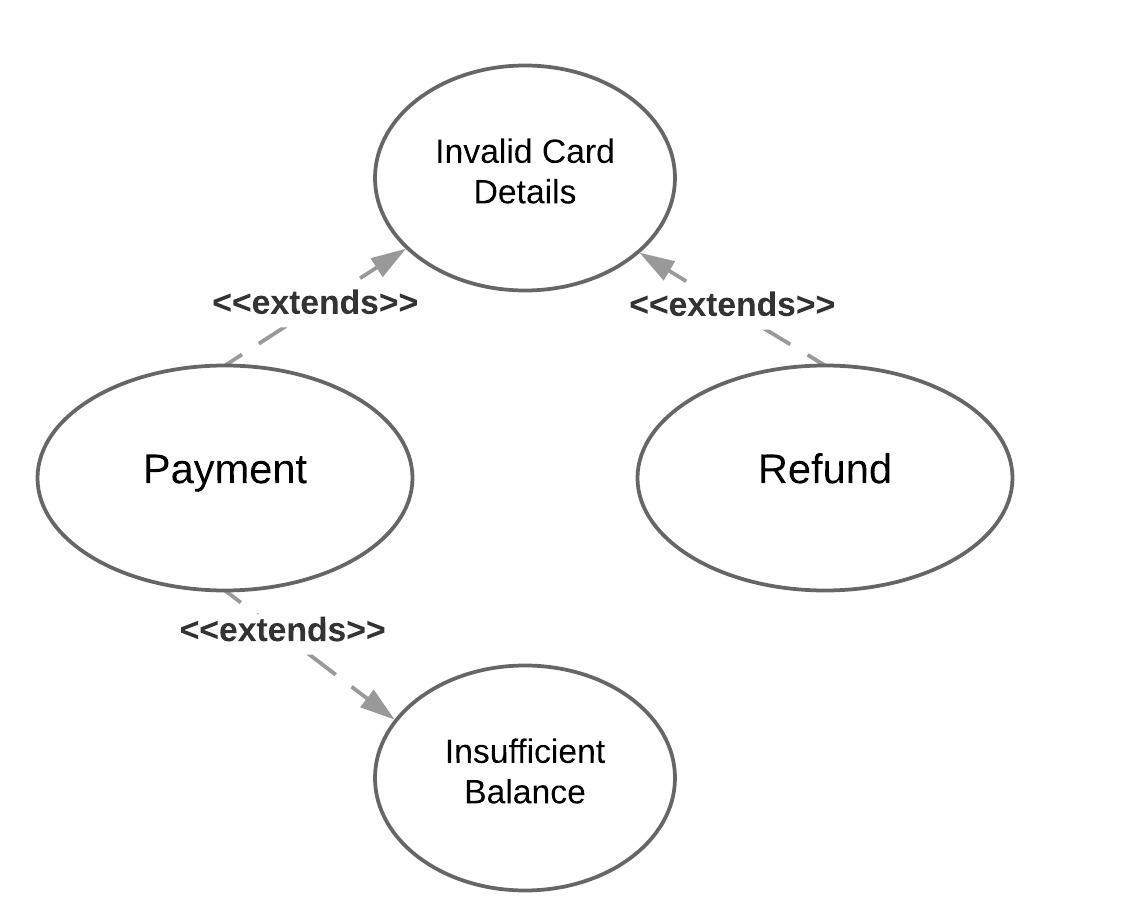 Invalid Card
Details
<<extends>>
<<extends>>
Payment
Refund
<<extends>>
Insufficient
Balance